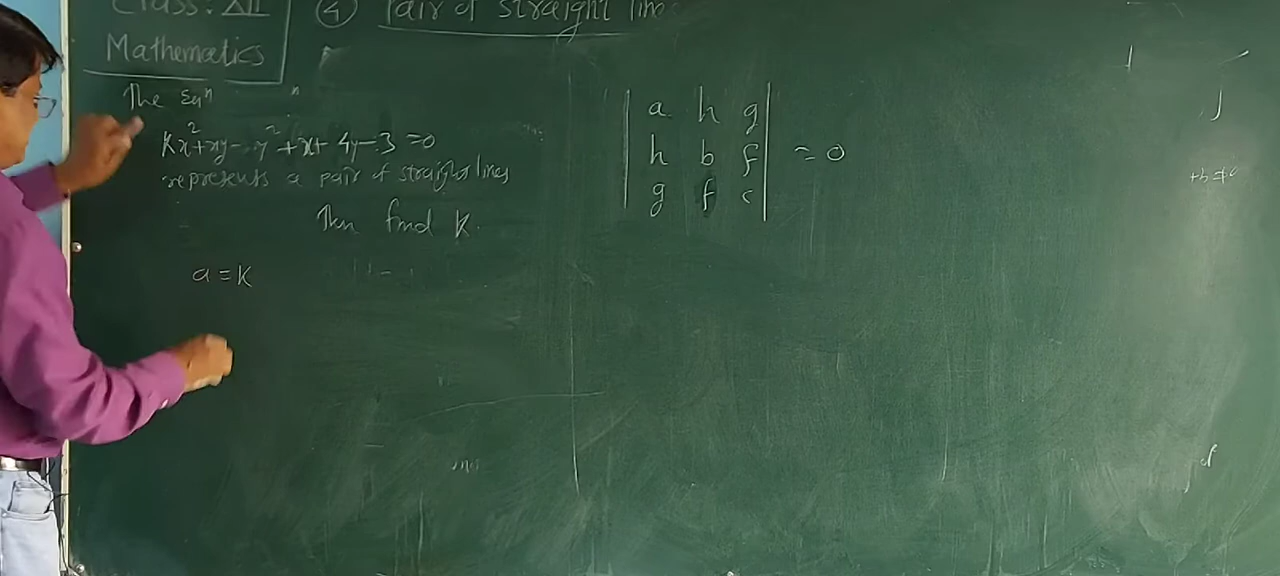 Class: XII
④ Pair of straight line
Mathematics
The Eqⁿ
Kx²+xy-y²+x+4y-3=0
represents a pair of straight lines
Then find K.
a=K
| a h g |
| h b f | =0
| g f c |